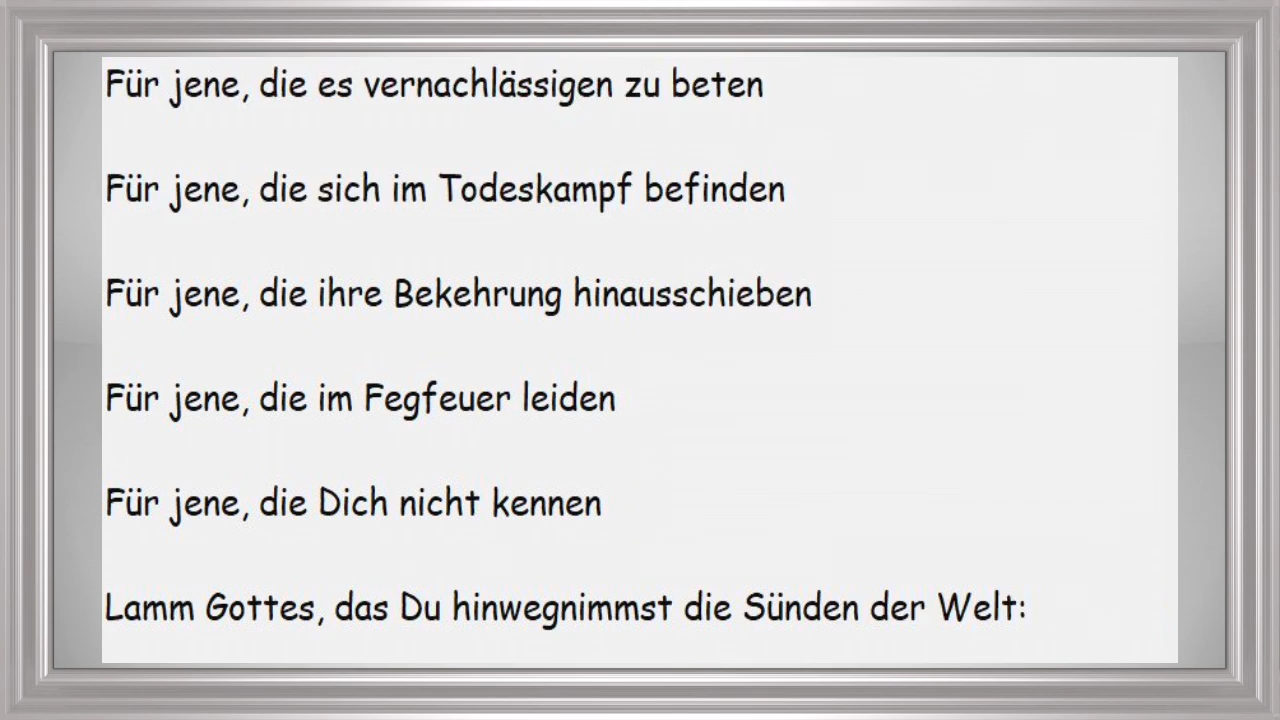 Für jene, die es vernachlässigen zu beten
Für jene, die sich im Todeskampf befinden
Für jene, die ihre Bekehrung hinausschieben
Für jene, die im Fegfeuer leiden
Für jene, die Dich nicht kennen
Lamm Gottes, das Du hinwegnimmst die Sünden der Welt: